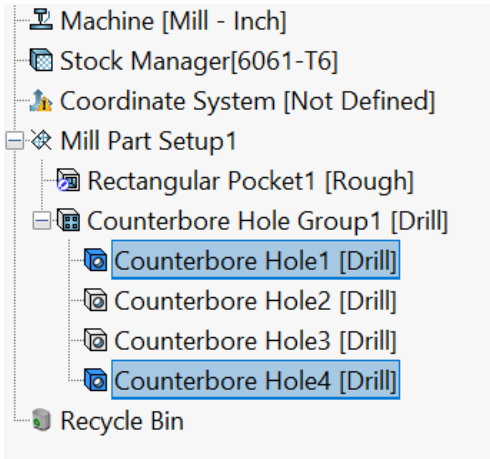 Machine [Mill - Inch]
Stock Manager[6061-T6]
Coordinate System [Not Defined]
Mill Part Setup1
Rectangular Pocket1 [Rough]
Counterbore Hole Group1 [Drill]
Counterbore Hole1 [Drill]
Counterbore Hole2 [Drill]
Counterbore Hole3 [Drill]
Counterbore Hole4 [Drill]
Recycle Bin